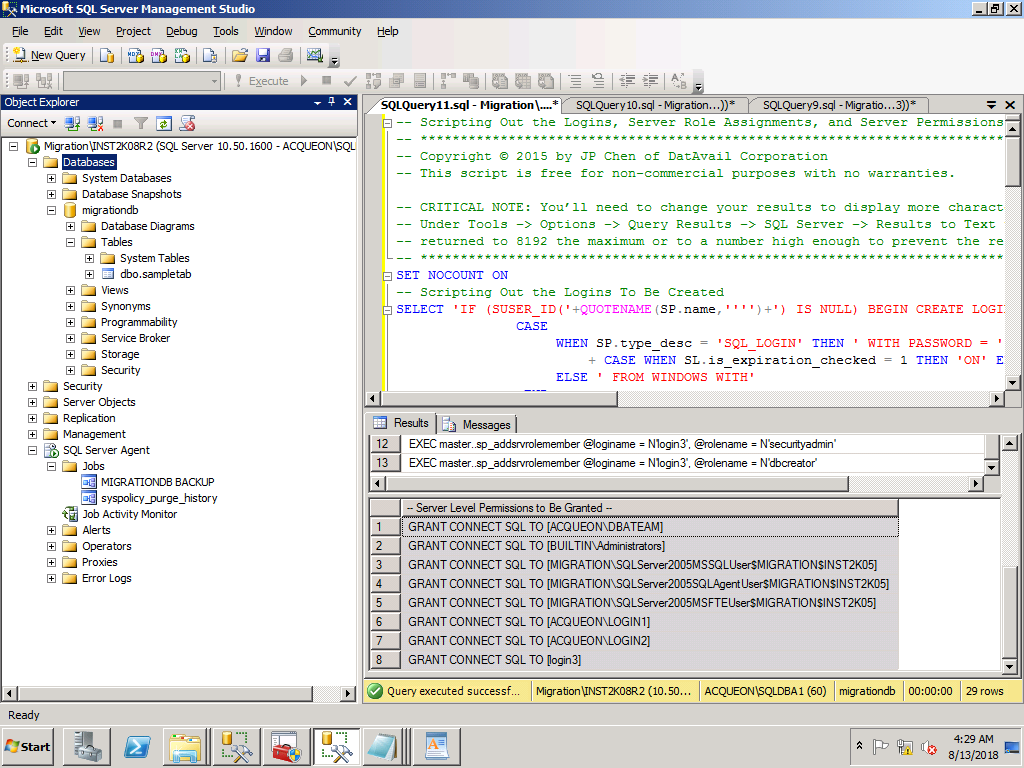 Microsoft SQL Server Management Studio
File Edit View Project Debug Tools Window Community Help
New Query
Execute
Object Explorer
SQLQuery11.sql - Migration\....* SQLQuery10.sql - Migration...))* SQLQuery9.sql - Migratio...3))*
Connect
Migration\INST2K08R2 (SQL Server 10.50.1600 - ACQUEON\SQL
Databases
System Databases
Database Snapshots
migrationdb
Database Diagrams
Tables
System Tables
dbo.sampletab
Views
Synonyms
Programmability
Service Broker
Storage
Security
Security
Server Objects
Replication
Management
SQL Server Agent
Jobs
MIGRATIONDB BACKUP
syspolicy_purge_history
Job Activity Monitor
Alerts
Operators
Proxies
Error Logs
-- Scripting Out the Logins, Server Role Assignments, and Server Permissions
-- ****************************************************************************
-- Copyright © 2015 by JP Chen of DatAvail Corporation
-- This script is free for non-commercial purposes with no warranties.
-- CRITICAL NOTE: You’ll need to change your results to display more charact
-- Under Tools –> Options –> Query Results –> SQL Server –> Results to Text
-- returned to 8192 the maximum or to a number high enough to prevent the re
-- ****************************************************************************
SET NOCOUNT ON
-- Scripting Out the Logins To Be Created
SELECT 'IF (SUSER_ID('+QUOTENAME(SP.name,'''')+') IS NULL) BEGIN CREATE LOGI
CASE
WHEN SP.type_desc = 'SQL_LOGIN' THEN ' WITH PASSWORD = '
+ CASE WHEN SL.is_expiration_checked = 1 THEN 'ON' E
ELSE ' FROM WINDOWS WITH'
Results Messages
12 EXEC master..sp_addsrvrolemember @loginame = N'login3', @rolename = N'securityadmin'
13 EXEC master..sp_addsrvrolemember @loginame = N'login3', @rolename = N'dbcreator'
-- Server Level Permissions to Be Granted --
1 GRANT CONNECT SQL TO [ACQUEON\DBATEAM]
2 GRANT CONNECT SQL TO [BUILTIN\Administrators]
3 GRANT CONNECT SQL TO [MIGRATION\SQLServer2005MSSQLUser$MIGRATION$INST2K05]
4 GRANT CONNECT SQL TO [MIGRATION\SQLServer2005SQLAgentUser$MIGRATION$INST2K05]
5 GRANT CONNECT SQL TO [MIGRATION\SQLServer2005MSFTEUser$MIGRATION$INST2K05]
6 GRANT CONNECT SQL TO [ACQUEON\LOGIN1]
7 GRANT CONNECT SQL TO [ACQUEON\LOGIN2]
8 GRANT CONNECT SQL TO [login3]
Query executed successf... Migration\INST2K08R2 (10.50... ACQUEON\SQLDBA1 (60) migrationdb 00:00:00 29 rows
Ready
Start
4:29 AM
8/13/2018